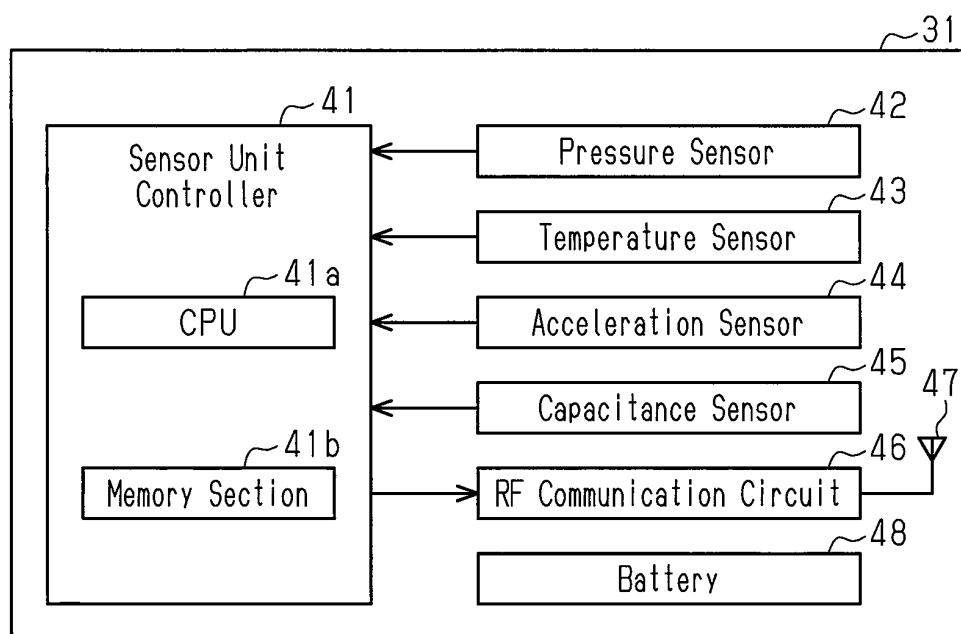 31
41
Sensor Unit
Controller
41a
CPU
41b
Memory Section
42
Pressure Sensor
43
Temperature Sensor
44
Acceleration Sensor
45
Capacitance Sensor
46
47
RF Communication Circuit
48
Battery